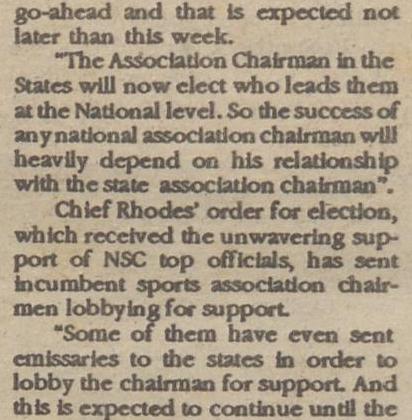 go-ahead and that is expected not
later than this week.
"The Association Chairman in the
States will now elect who leads them
at the National level. So the success of
any national association chairman will
heavily depend on his relationship
with the state association chairman".
Chief Rhodes' order for election,
which received the unwavering sup-
port of NSC top officials, has sent
incumbent sports association chair-
men lobbying for support.
"Some of them have even sent
emissaries to the states in order to
lobby the chairman for support. And
this is expected to continue until the